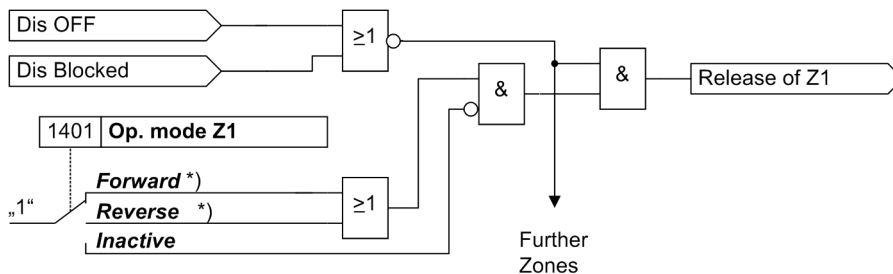 Dis OFF
≥1
Dis Blocked
&
&
Release of Z1
1401 Op. mode Z1
„1“
Forward *)
Reverse *)
Inactive
≥1
Further
Zones